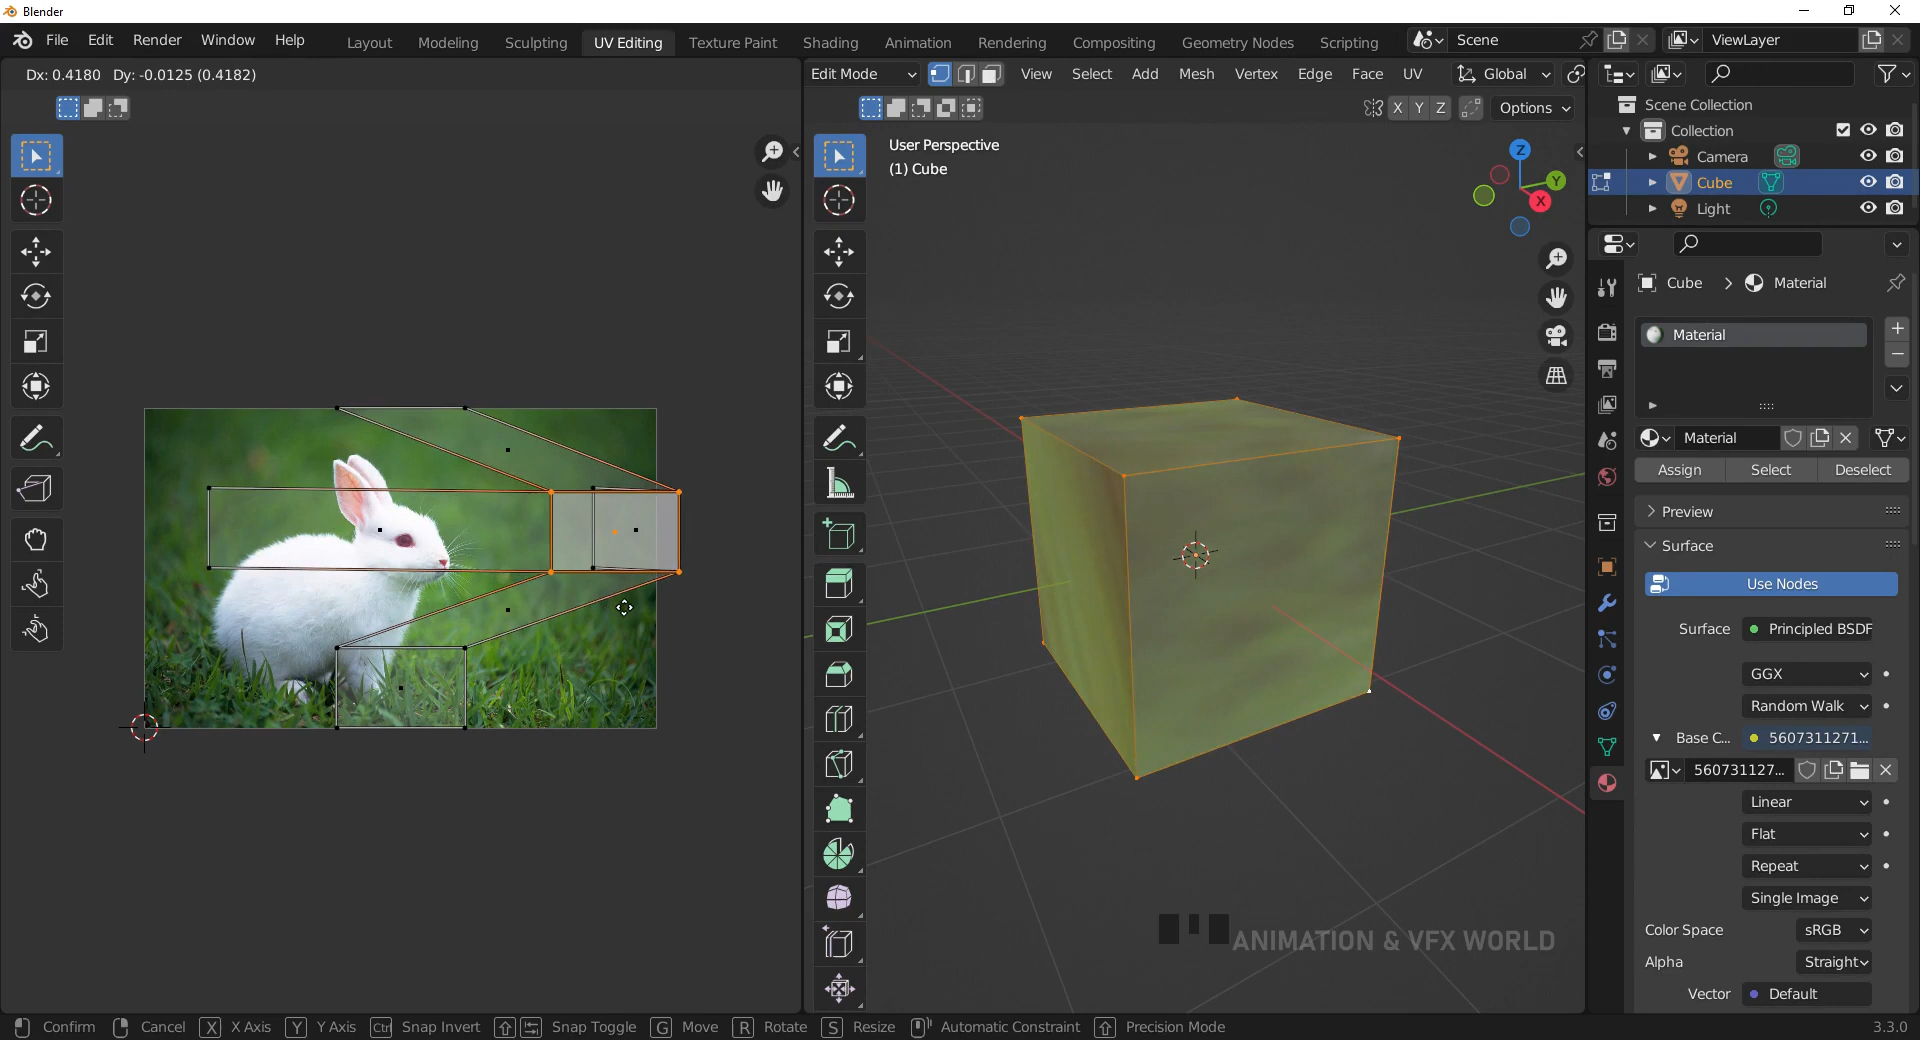 Blender
File Edit Render Window Help Layout Modeling Sculpting UV Editing Texture Paint Shading Animation Rendering Compositing Geometry Nodes Scripting Scene ViewLayer
Dx: 0.4180 Dy: -0.0125 (0.4182)
Edit Mode View Select Add Mesh Vertex Edge Face UV Global
X Y Z Options
Scene Collection
Collection
Camera
Cube
Light
User Perspective
(1) Cube
Z
Y
X
Cube Material
Material
Material
Assign Select Deselect
Preview
Surface
Use Nodes
Surface Principled BSDF
GGX
Random Walk
Base C... 5607311271...
560731127...
Linear
Flat
Repeat
Single Image
Color Space sRGB
Alpha Straight
Vector Default
ANIMATION & VFX WORLD
Confirm Cancel X X Axis Y Y Axis Ctrl Snap Invert Snap Toggle G Move R Rotate S Resize Automatic Constraint Precision Mode 3.3.0